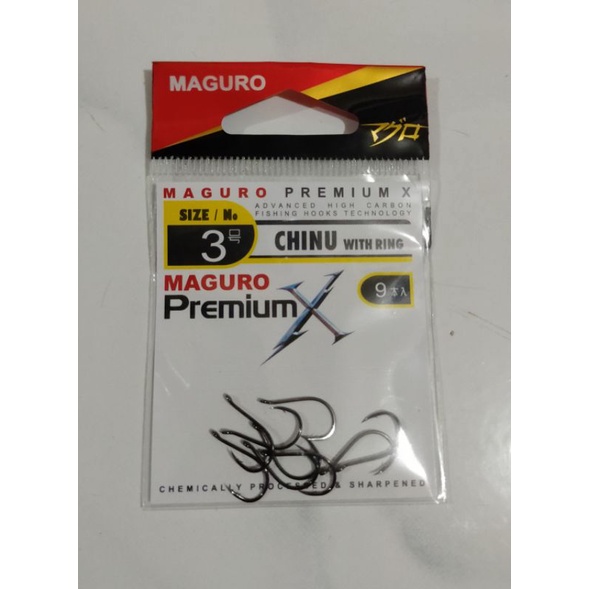 MAGURO
マグロ
MAGURO PREMIUM X
ADVANCED HIGH CARBON
FISHING HOOKS TECHNOLOGY
SIZE / No
3号
CHINU WITH RING
MAGURO
Premium X
9本入
CHEMICALLY PROCESSED & SHARPENED